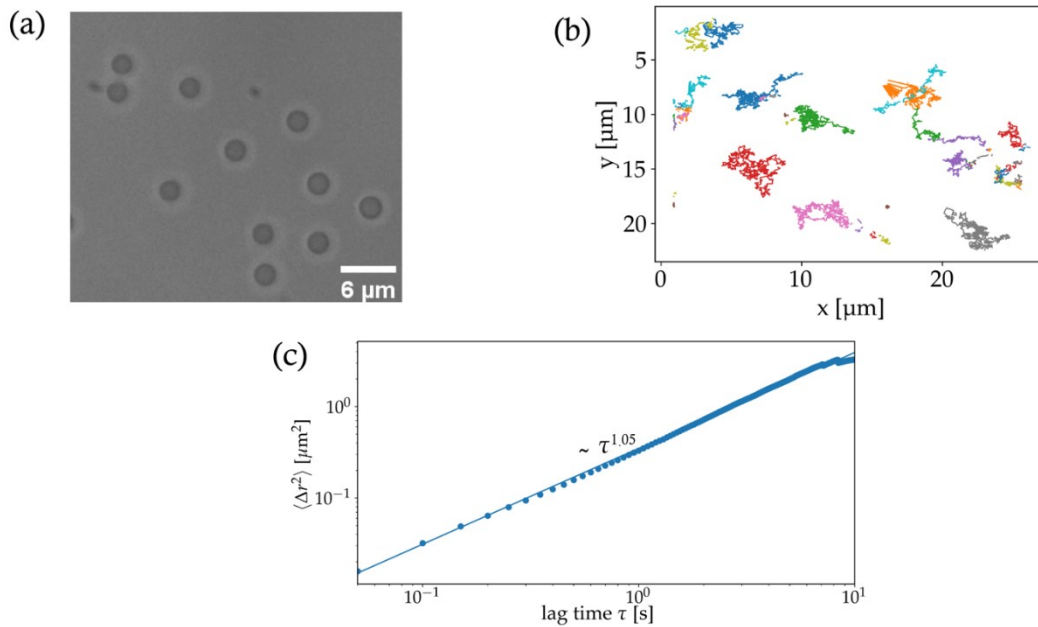 (a)
6 µm
(b)
5
10
15
20
y [µm]
0
10
20
x [µm]
(c)
10⁰
10⁻¹
⟨Δr²⟩ [µm²]
~ τ¹·⁰⁵
10⁻¹
10⁰
10¹
lag time τ [s]